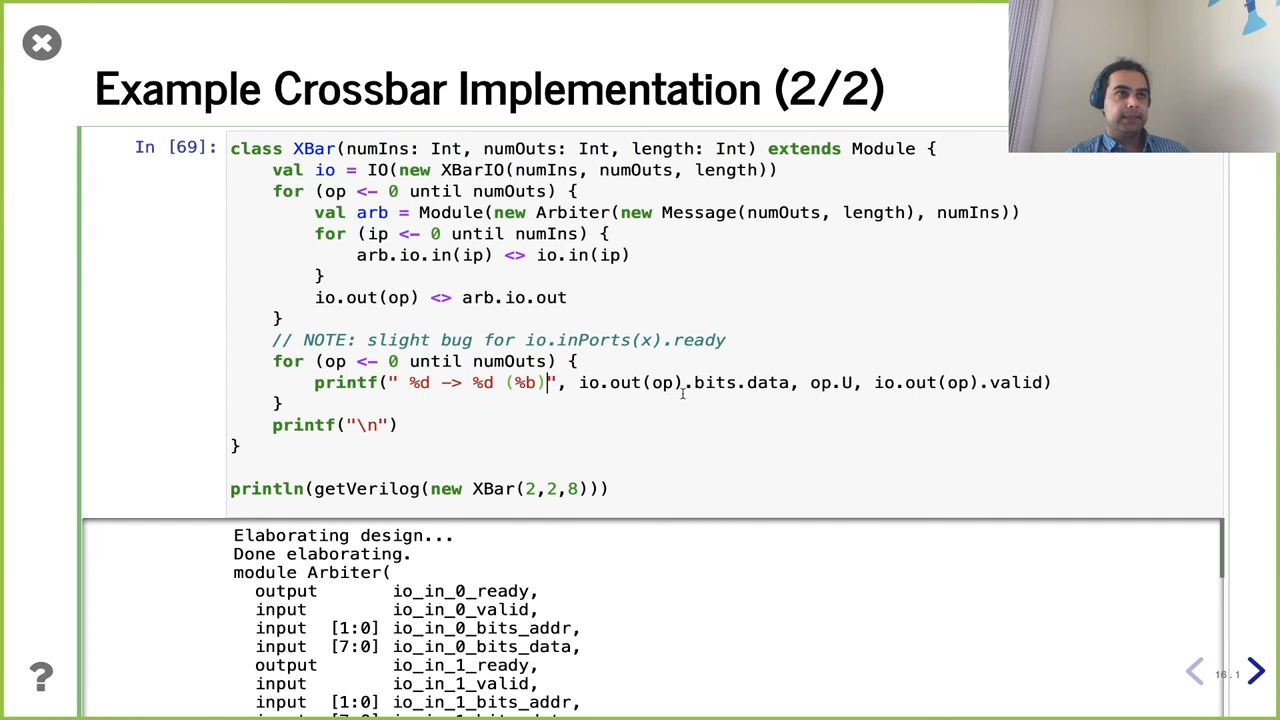 Example Crossbar Implementation (2/2)
In [69]:
class XBar(numIns: Int, numOuts: Int, length: Int) extends Module {
val io = IO(new XBarIO(numIns, numOuts, length))
for (op <- 0 until numOuts) {
val arb = Module(new Arbiter(new Message(numOuts, length), numIns))
for (ip <- 0 until numIns) {
arb.io.in(ip) <> io.in(ip)
}
io.out(op) <> arb.io.out
}
// NOTE: slight bug for io.inPorts(x).ready
for (op <- 0 until numOuts) {
printf(" %d -> %d (%b)", io.out(op).bits.data, op.U, io.out(op).valid)
}
printf("\n")
}
println(getVerilog(new XBar(2,2,8)))
Elaborating design...
Done elaborating.
module Arbiter(
output io_in_0_ready,
input io_in_0_valid,
input [1:0] io_in_0_bits_addr,
input [7:0] io_in_0_bits_data,
output io_in_1_ready,
input io_in_1_valid,
input [1:0] io_in_1_bits_addr,
?
16.1